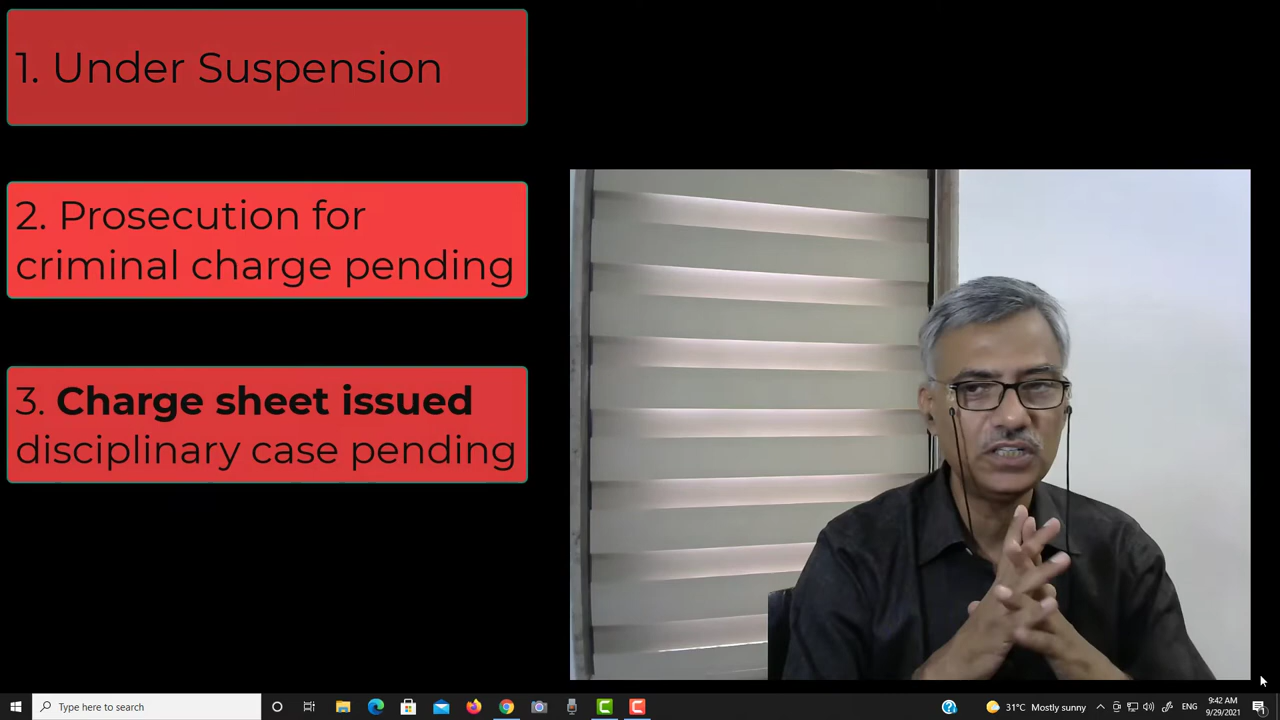 1. Under Suspension
2. Prosecution for
criminal charge pending
3. Charge sheet issued
disciplinary case pending
Type here to search
31°C Mostly sunny
ENG
9:42 AM
9/29/2021